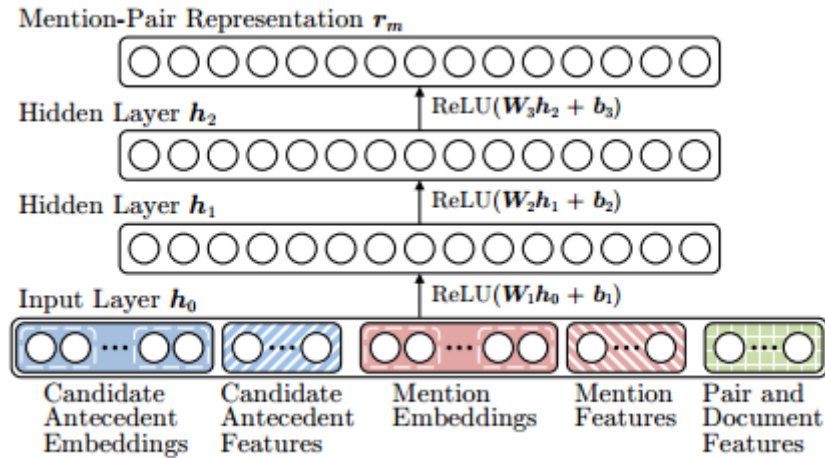 Mention-Pair Representation r_m
ReLU(W_3h_2 + b_3)
Hidden Layer h_2
ReLU(W_2h_1 + b_2)
Hidden Layer h_1
ReLU(W_1h_0 + b_1)
Input Layer h_0
Candidate Antecedent Embeddings
Candidate Antecedent Features
Mention Embeddings
Mention Features
Pair and Document Features